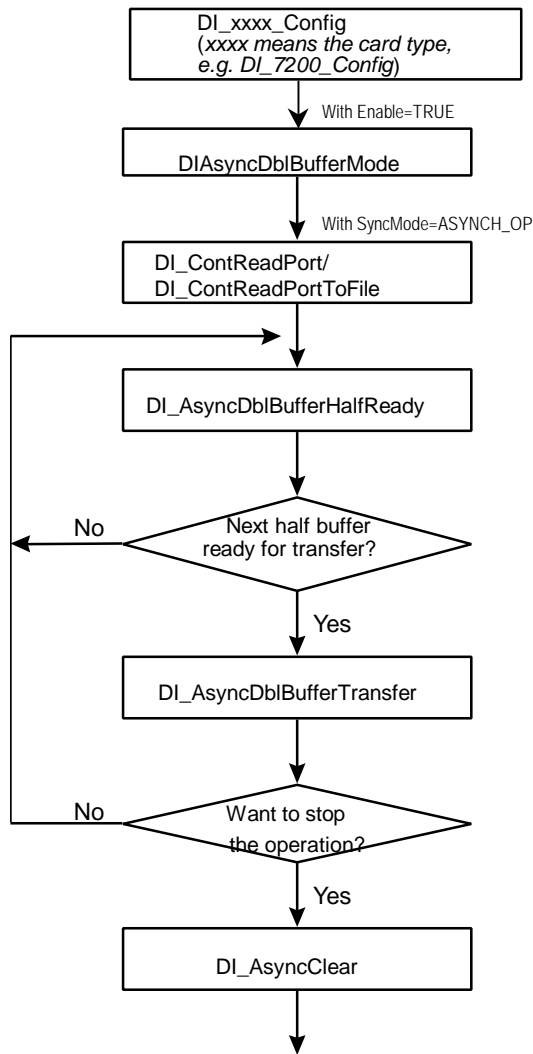 DI_xxxx_Config
(xxxx means the card type,
e.g. DI_7200_Config)
With Enable=TRUE
DIAsyncDblBufferMode
With SyncMode=ASYNCH_OP
DI_ContReadPort/
DI_ContReadPortToFile
DI_AsyncDblBufferHalfReady
No
Next half buffer
ready for transfer?
Yes
DI_AsyncDblBufferTransfer
No
Want to stop
the operation?
Yes
DI_AsyncClear